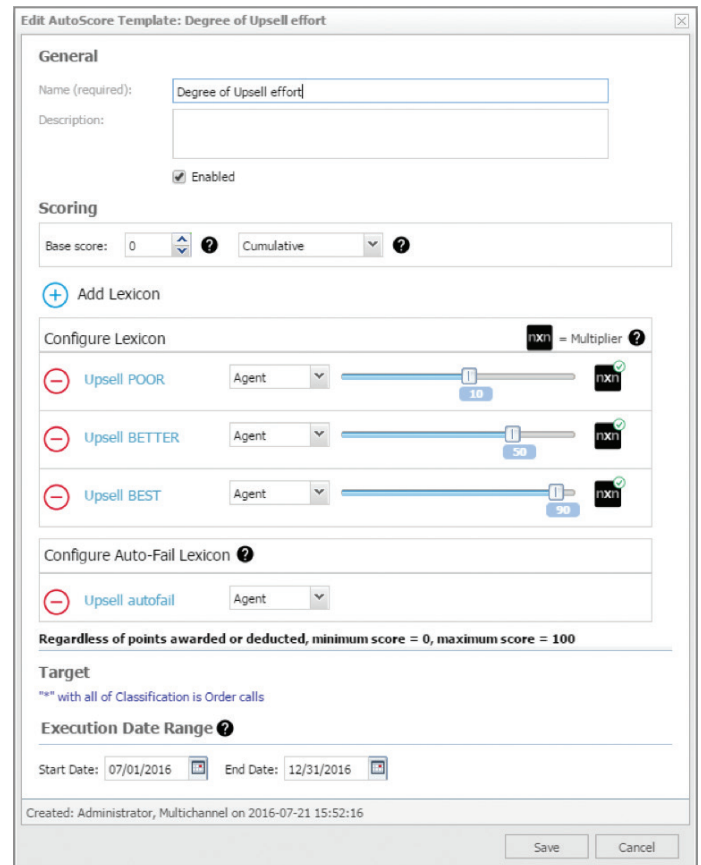 Edit AutoScore Template: Degree of Upsell effort
General
Name (required): Degree of Upsell effort
Description:
Enabled
Scoring
Base score: 0 ? Cumulative ?
Add Lexicon
Configure Lexicon nxn = Multiplier ?
Upsell POOR Agent nxn
10
Upsell BETTER Agent nxn
50
Upsell BEST Agent nxn
90
Configure Auto-Fail Lexicon ?
Upsell autofail Agent
Regardless of points awarded or deducted, minimum score = 0, maximum score = 100
Target
"*" with all of Classification is Order calls
Execution Date Range ?
Start Date: 07/01/2016 End Date: 12/31/2016
Created: Administrator, Multichannel on 2016-07-21 15:52:16
Save Cancel